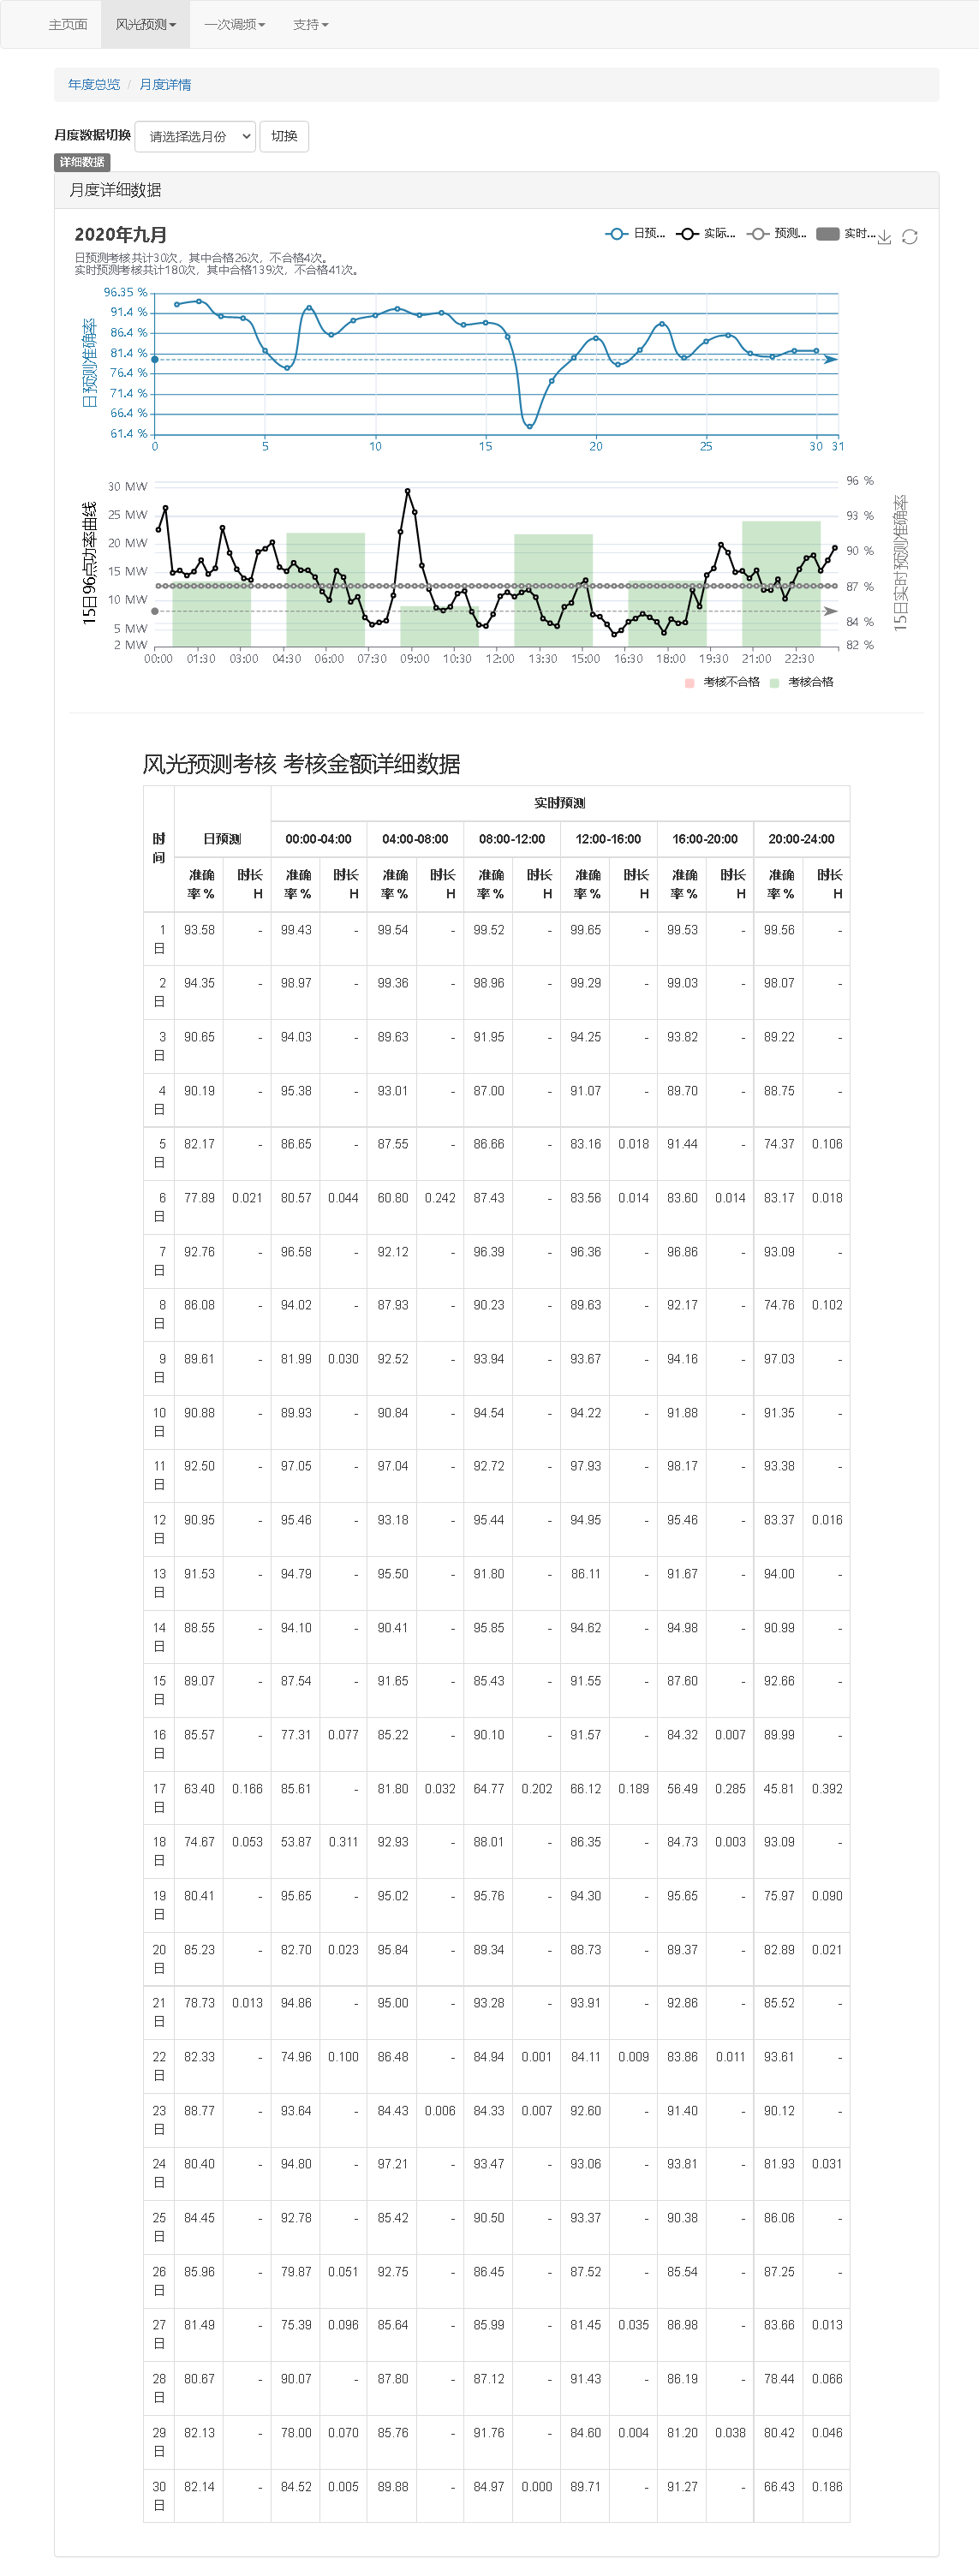 主页面 风光预测 一次调频 支持
年度总览 / 月度详情
月度数据切换 请选择选月份 切换
详细数据
月度详细数据
2020年九月
日预... 实际... 预测... 实时...
日预测考核共计30次，其中合格26次，不合格4次。
实时预测考核共计180次，其中合格139次，不合格41次。
日预测准确率
96.35 %
91.4 %
86.4 %
81.4 %
76.4 %
71.4 %
66.4 %
61.4 %
0 5 10 15 20 25 30 31
15日96点功率曲线
30 MW
25 MW
20 MW
15 MW
10 MW
5 MW
2 MW
96 %
93 %
90 %
87 %
84 %
82 %
15日实时预测准确率
00:00 01:30 03:00 04:30 06:00 07:30 09:00 10:30 12:00 13:30 15:00 16:30 18:00 19:30 21:00 22:30
考核不合格 考核合格
风光预测考核 考核金额详细数据
时间 日预测 实时预测
00:00-04:00 04:00-08:00 08:00-12:00 12:00-16:00 16:00-20:00 20:00-24:00
准确率 % 时长 H 准确率 % 时长 H 准确率 % 时长 H 准确率 % 时长 H 准确率 % 时长 H 准确率 % 时长 H 准确率 % 时长 H
1日 93.58 - 99.43 - 99.54 - 99.52 - 99.65 - 99.53 - 99.56 -
2日 94.35 - 98.97 - 99.36 - 98.96 - 99.29 - 99.03 - 98.07 -
3日 90.65 - 94.03 - 89.63 - 91.95 - 94.25 - 93.82 - 89.22 -
4日 90.19 - 95.38 - 93.01 - 87.00 - 91.07 - 89.70 - 88.75 -
5日 82.17 - 86.65 - 87.55 - 86.66 - 83.16 0.018 91.44 - 74.37 0.106
6日 77.89 0.021 80.57 0.044 60.80 0.242 87.43 - 83.56 0.014 83.60 0.014 83.17 0.018
7日 92.76 - 96.58 - 92.12 - 96.39 - 96.36 - 96.86 - 93.09 -
8日 86.08 - 94.02 - 87.93 - 90.23 - 89.63 - 92.17 - 74.76 0.102
9日 89.61 - 81.99 0.030 92.52 - 93.94 - 93.67 - 94.16 - 97.03 -
10日 90.88 - 89.93 - 90.84 - 94.54 - 94.22 - 91.88 - 91.35 -
11日 92.50 - 97.05 - 97.04 - 92.72 - 97.93 - 98.17 - 93.38 -
12日 90.95 - 95.46 - 93.18 - 95.44 - 94.95 - 95.46 - 83.37 0.016
13日 91.53 - 94.79 - 95.50 - 91.80 - 86.11 - 91.67 - 94.00 -
14日 88.55 - 94.10 - 90.41 - 95.85 - 94.62 - 94.98 - 90.99 -
15日 89.07 - 87.54 - 91.65 - 85.43 - 91.55 - 87.60 - 92.66 -
16日 85.57 - 77.31 0.077 85.22 - 90.10 - 91.57 - 84.32 0.007 89.99 -
17日 63.40 0.166 85.61 - 81.80 0.032 64.77 0.202 66.12 0.189 56.49 0.285 45.81 0.392
18日 74.67 0.053 53.87 0.311 92.93 - 88.01 - 86.35 - 84.73 0.003 93.09 -
19日 80.41 - 95.65 - 95.02 - 95.76 - 94.30 - 95.65 - 75.97 0.090
20日 85.23 - 82.70 0.023 95.84 - 89.34 - 88.73 - 89.37 - 82.89 0.021
21日 78.73 0.013 94.86 - 95.00 - 93.28 - 93.91 - 92.86 - 85.52 -
22日 82.33 - 74.96 0.100 86.48 - 84.94 0.001 84.11 0.009 83.86 0.011 93.61 -
23日 88.77 - 93.64 - 84.43 0.006 84.33 0.007 92.60 - 91.40 - 90.12 -
24日 80.40 - 94.80 - 97.21 - 93.47 - 93.06 - 93.81 - 81.93 0.031
25日 84.45 - 92.78 - 85.42 - 90.50 - 93.37 - 90.38 - 86.06 -
26日 85.96 - 79.87 0.051 92.75 - 86.45 - 87.52 - 85.54 - 87.25 -
27日 81.49 - 75.39 0.096 85.64 - 85.99 - 81.45 0.035 86.98 - 83.66 0.013
28日 80.67 - 90.07 - 87.80 - 87.12 - 91.43 - 86.19 - 78.44 0.066
29日 82.13 - 78.00 0.070 85.76 - 91.76 - 84.60 0.004 81.20 0.038 80.42 0.046
30日 82.14 - 84.52 0.005 89.88 - 84.97 0.000 89.71 - 91.27 - 66.43 0.186